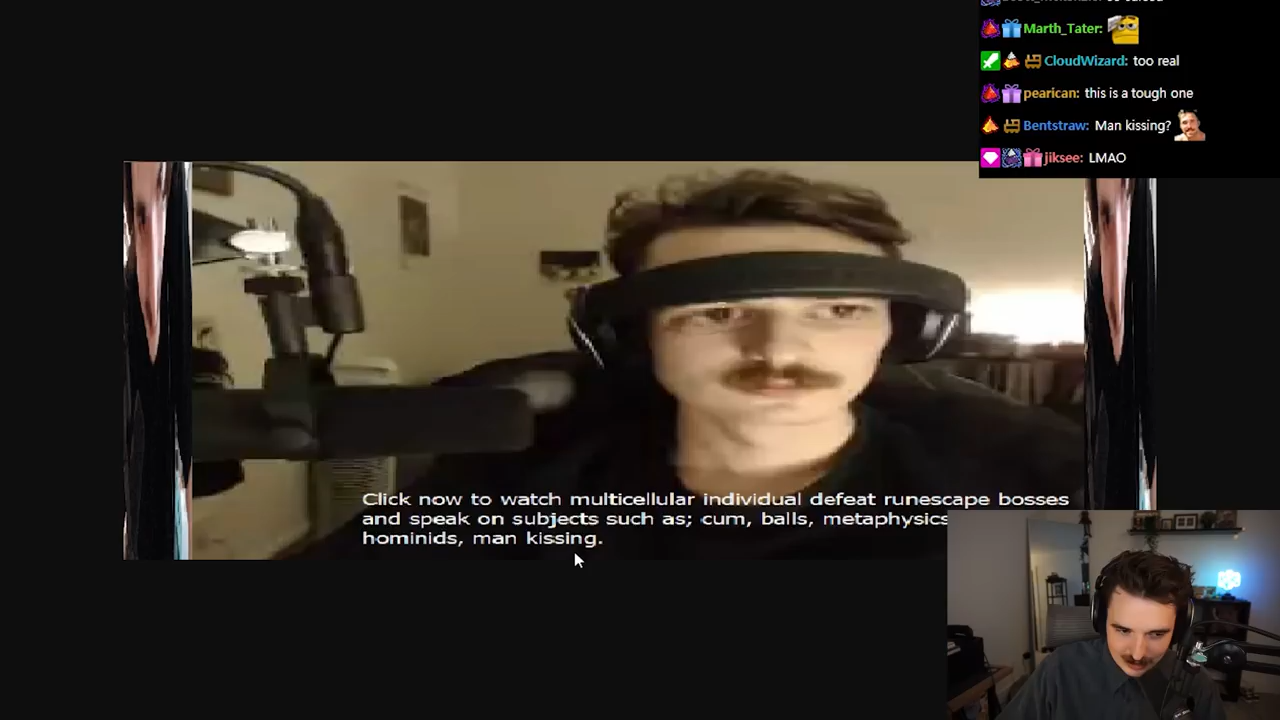 Marth_Tater:
CloudWizard: too real
pearican: this is a tough one
Bentstraw: Man kissing?
jiksee: LMAO
Click now to watch multicellular individual defeat runescape bosses
and speak on subjects such as; cum, balls, metaphysics
hominids, man kissing.